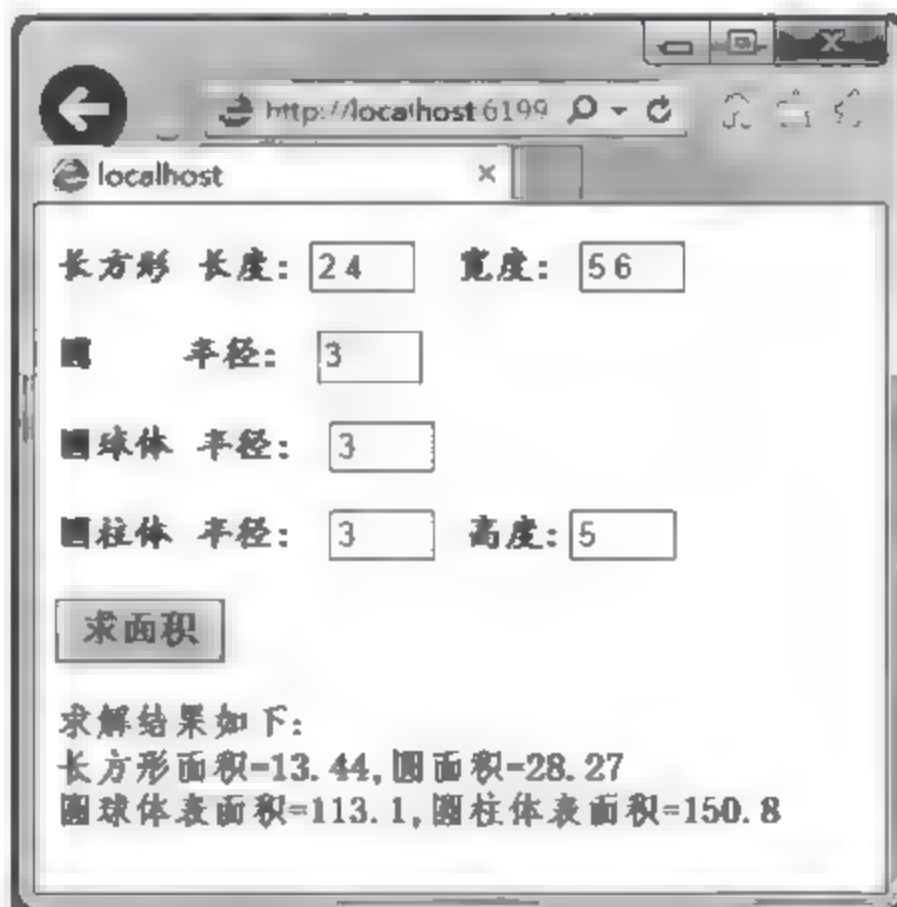 http://localhost:6199
localhost
长方形 长度: 24 宽度: 56
圆 半径: 3
圆球体 半径: 3
圆柱体 半径: 3 高度: 5
求面积
求解结果如下:
长方形面积=13.44,圆面积=28.27
圆球体表面积=113.1,圆柱体表面积=150.8